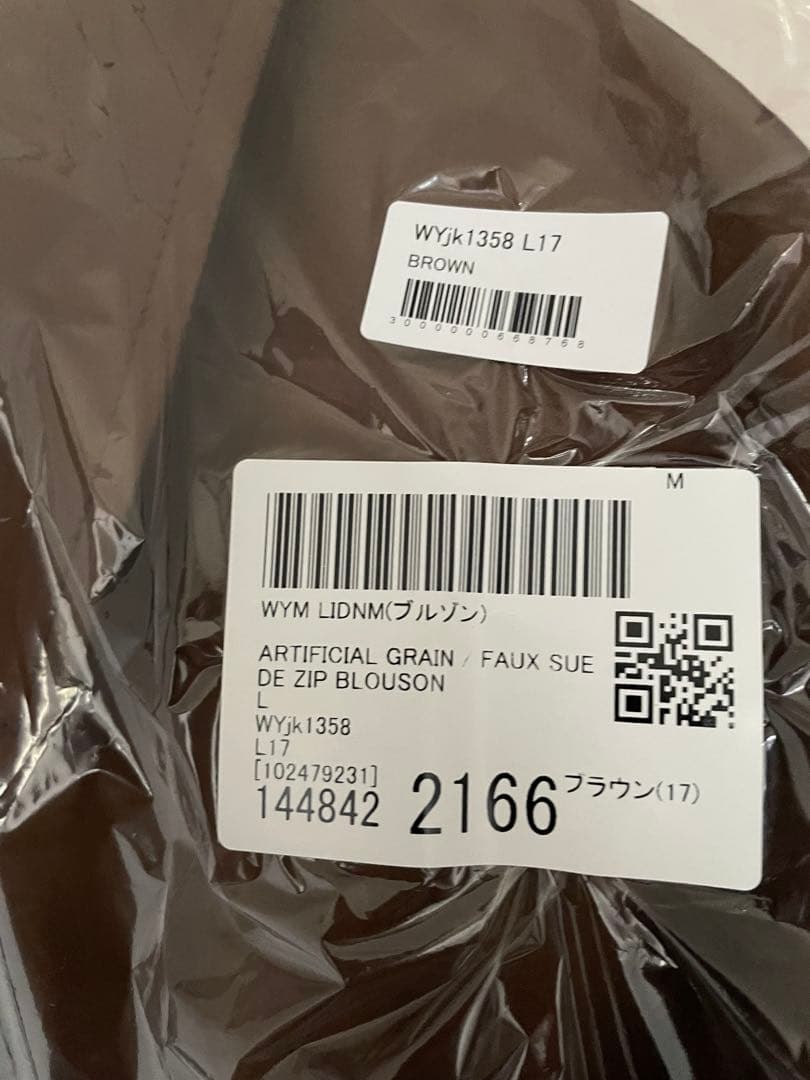 WYjk1358 L17
BROWN
3000000668768
M
WYM LIDNM(ブルゾン)
ARTIFICIAL GRAIN / FAUX SUE
DE ZIP BLOUSON
L
WYjk1358
L17
[102479231]
144842 2166 ブラウン(17)